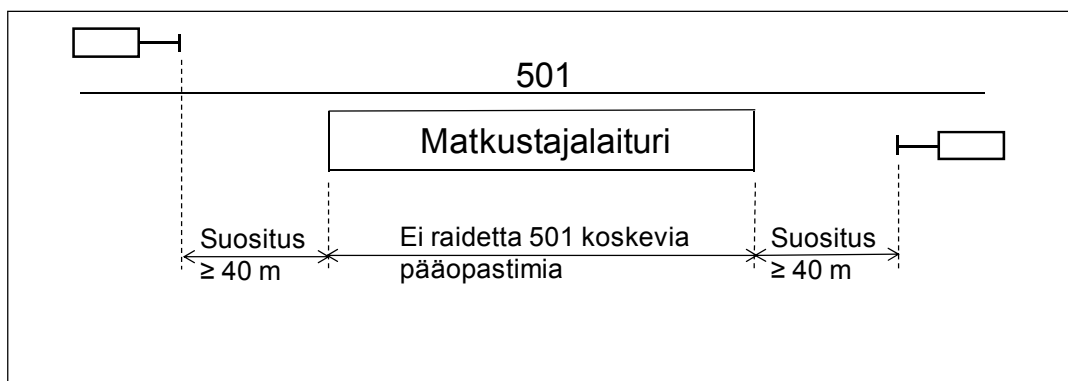 501
Matkustajalaituri
Suositus
≥ 40 m
Ei raidetta 501 koskevia
pääopastimia
Suositus
≥ 40 m